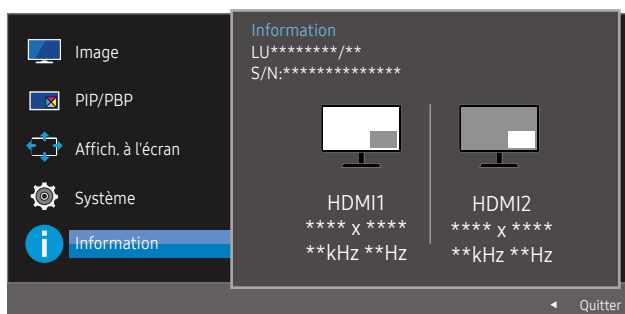 Image
PIP/PBP
Affich. à l'écran
Système
Information
Information
LU********/**
S/N:**************
HDMI1
**** x ****
**kHz **Hz
HDMI2
**** x ****
**kHz **Hz
Quitter